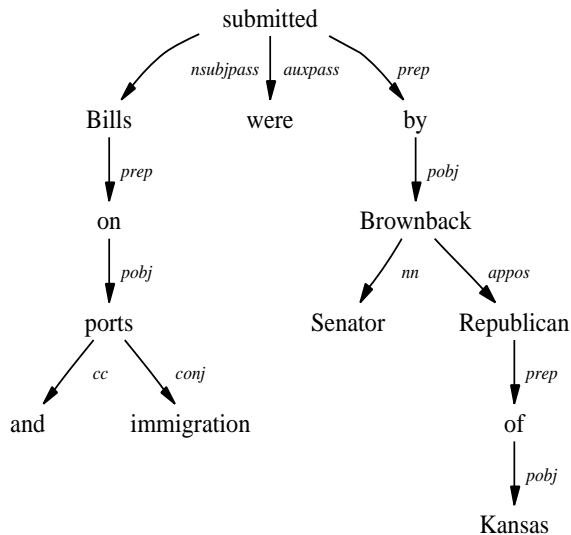 submitted
nsubjpass auxpass prep
Bills were by
prep pobj
on Brownback
pobj nn appos
ports Senator Republican
cc conj prep
and immigration of
pobj
Kansas